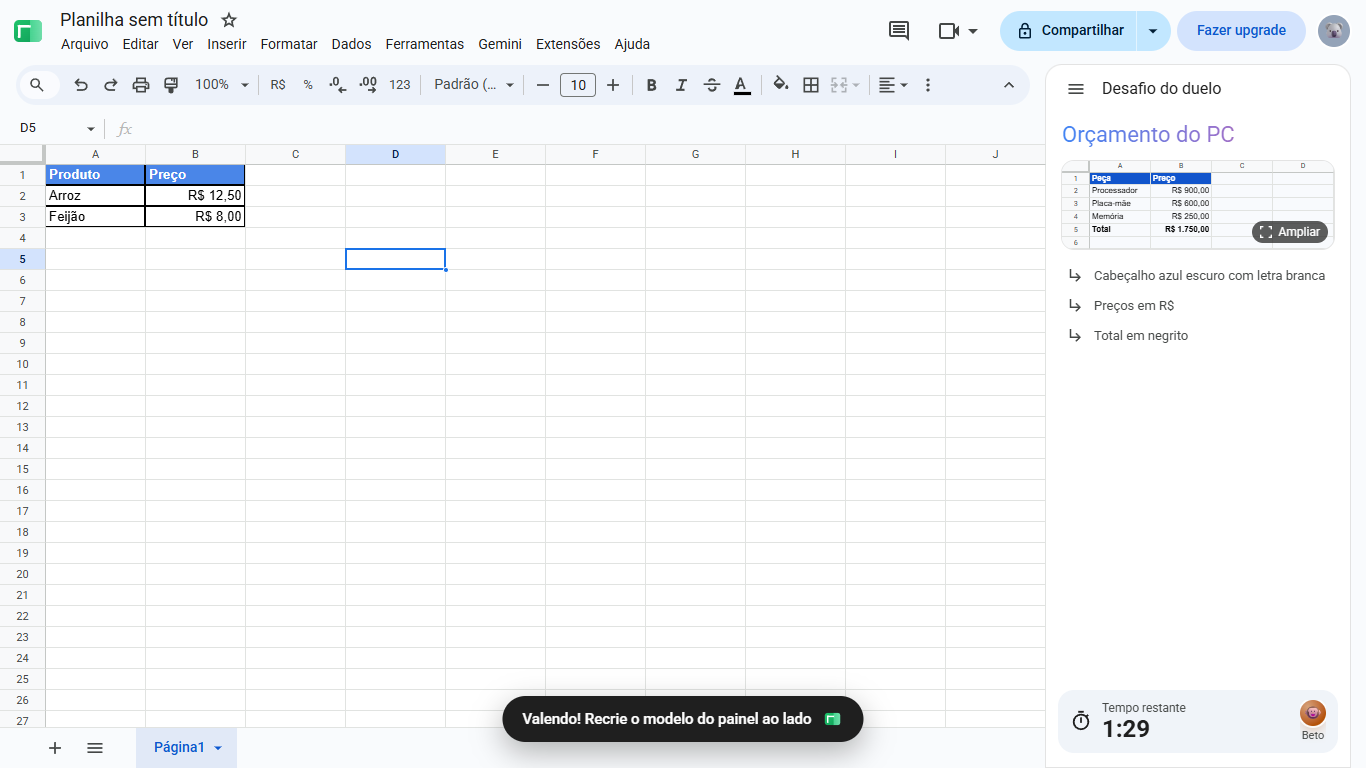 Planilha sem título
Arquivo Editar Ver Inserir Formatar Dados Ferramentas Gemini Extensões Ajuda
Compartilhar
Fazer upgrade
100% R$ % .0 .00 123 Padrão (... 10 B I S A
D5 fx
A B C D E F G H I J
1 Produto Preço
2 Arroz R$ 12,50
3 Feijão R$ 8,00
4
5
6
7
8
9
10
11
12
13
14
15
16
17
18
19
20
21
22
23
24
25
26
27
Página1
Valendo! Recrie o modelo do painel ao lado
Desafio do duelo
Orçamento do PC
A B C D
1 Peça Preço
2 Processador R$ 900,00
3 Placa-mãe R$ 600,00
4 Memória R$ 250,00
5 Total R$ 1.750,00
6
Ampliar
Cabeçalho azul escuro com letra branca
Preços em R$
Total em negrito
Tempo restante
1:29
Beto